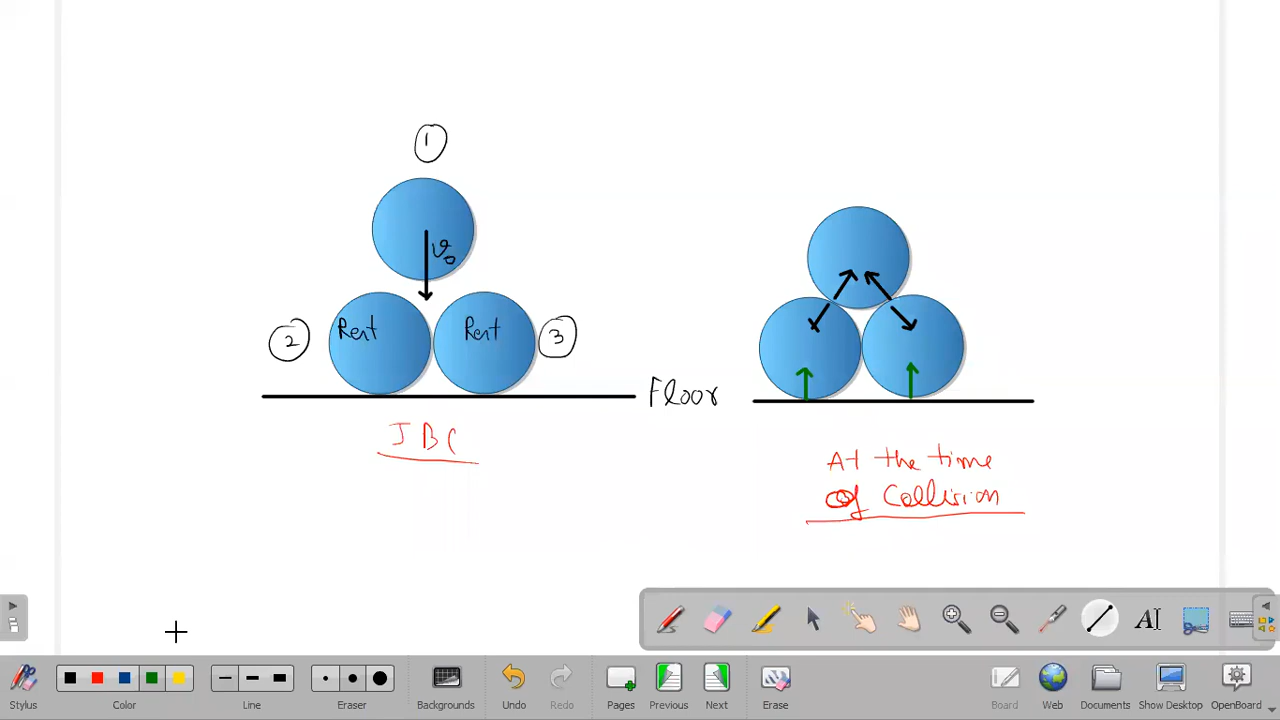 1
v₀
Rest
Rest
2
3
Floor
JBC
At the time
Of Collision
AI
Stylus
Color
Line
Eraser
Backgrounds
Undo
Redo
Pages
Previous
Next
Erase
Board
Web
Documents
Show Desktop
OpenBoard